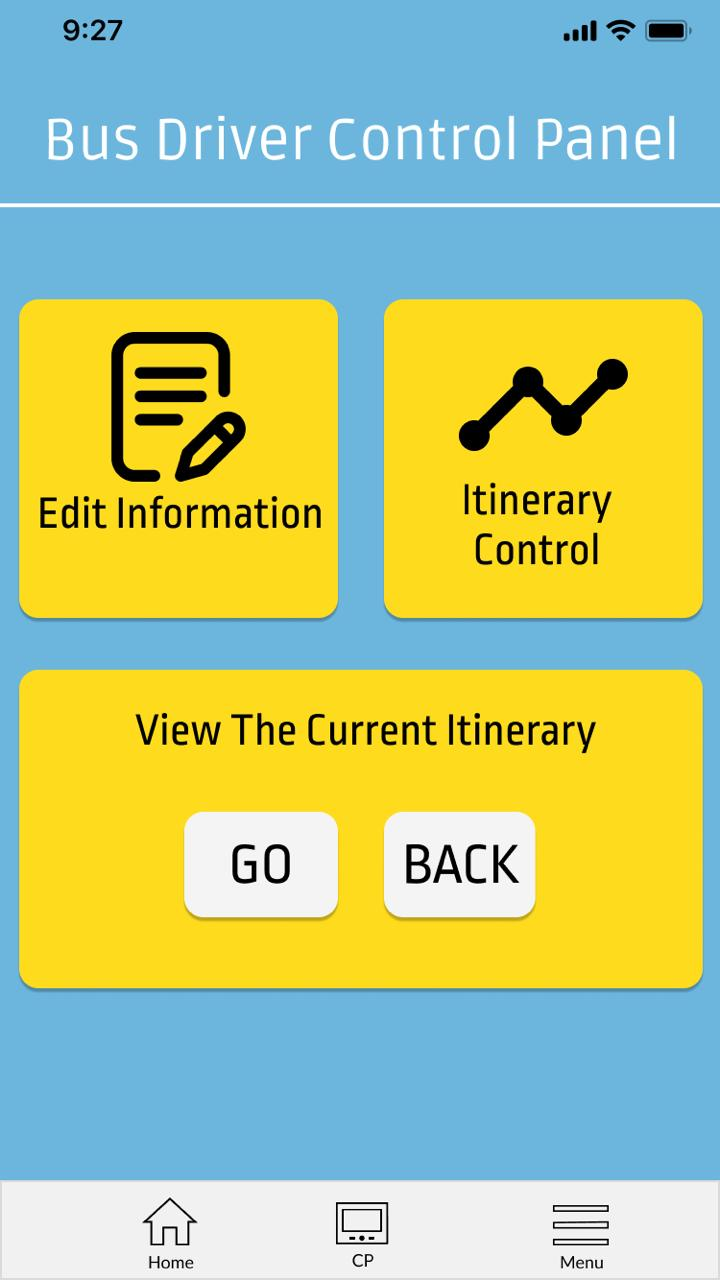 9:27
Bus Driver Control Panel
Edit Information
Itinerary
Control
View The Current Itinerary
GO
BACK
Home
CP
Menu